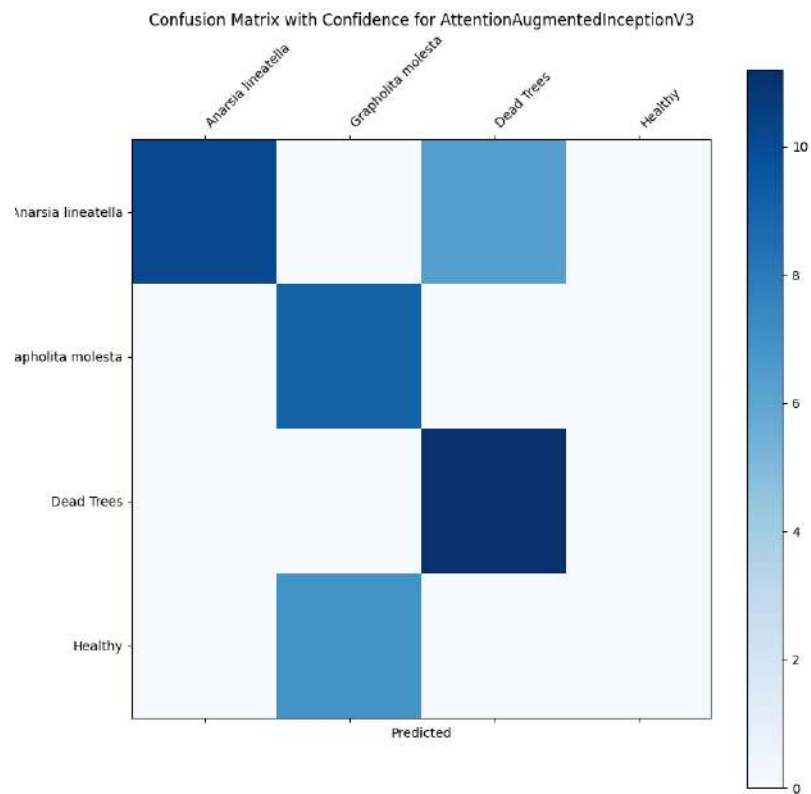 Confusion Matrix with Confidence for AttentionAugmentedInceptionV3
Anarsia lineatella
Grapholita molesta
Dead Trees
Healthy
Anarsia lineatella
apholita molesta
Dead Trees
Healthy
Predicted
10
8
6
4
2
0